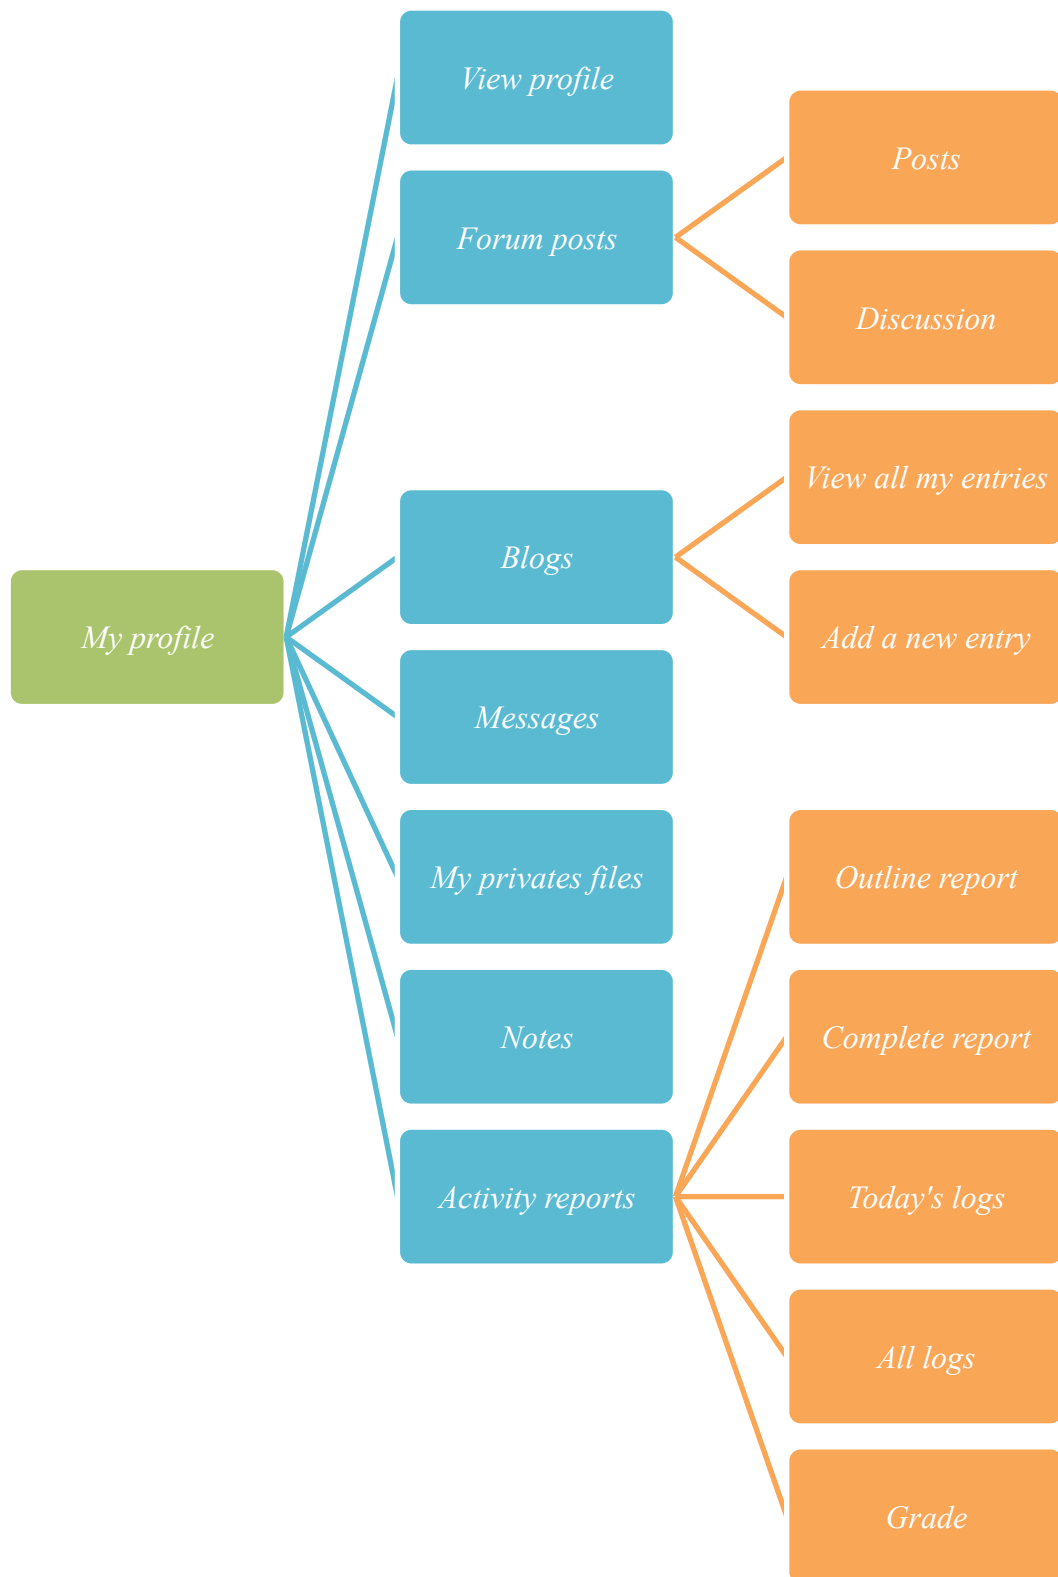 View profile
Posts
Forum posts
Discussion
View all my entries
Blogs
My profile
Add a new entry
Messages
My privates files
Outline report
Notes
Complete report
Activity reports
Today's logs
All logs
Grade